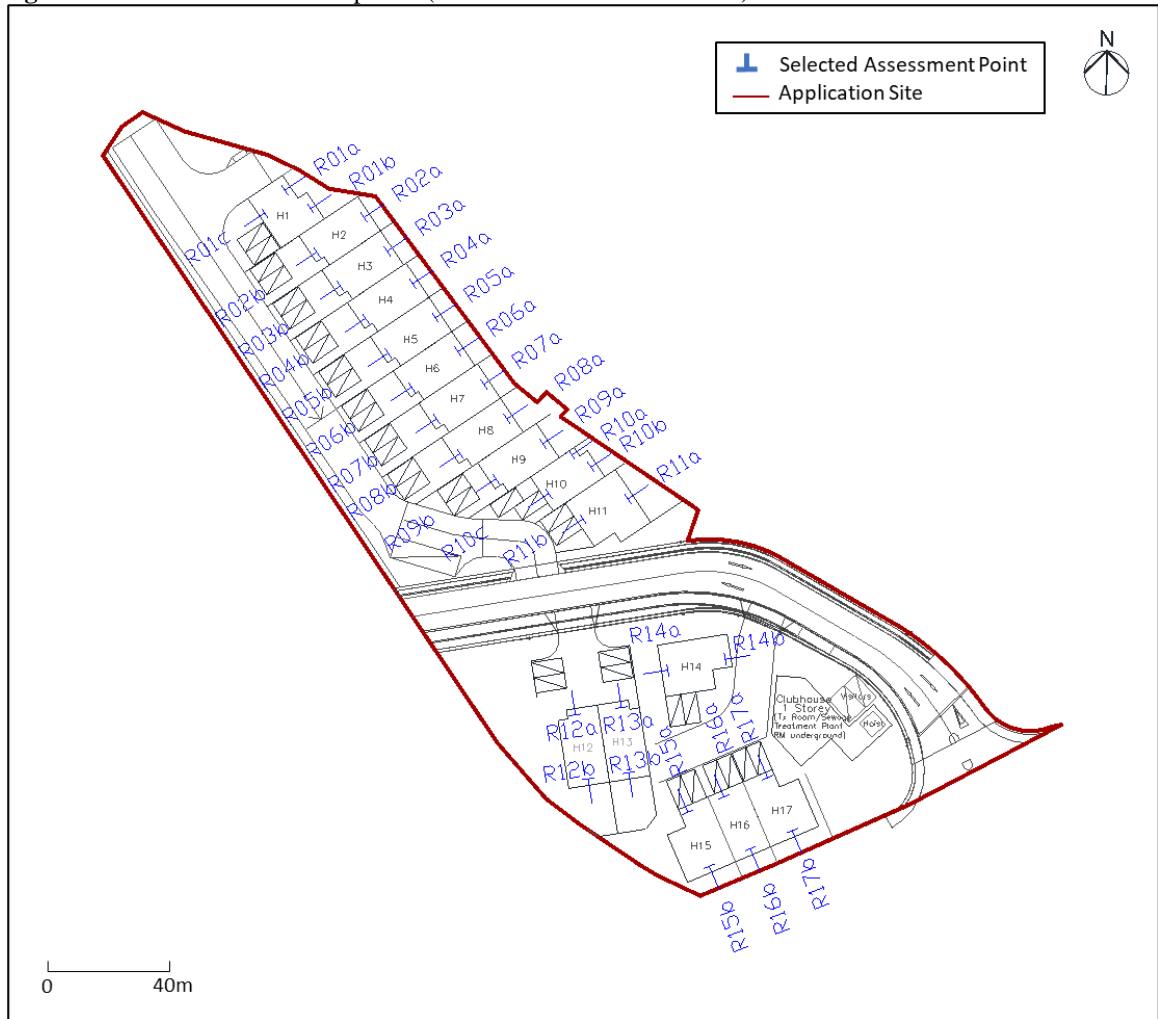 N
Selected Assessment Point
Application Site
R01a
R01b
R02a
R03a
R04a
R05a
R06a
R07a
R08a
R09a
R10a
R10b
R11a
R01c
R02b
R03b
R04b
R05b
R06b
R07b
R08b
R09b
R10c
R11b
H1
H2
H3
H4
H5
H6
H7
H8
H9
H10
H11
R14a
R14b
H14
R12a
R13a
H12
H13
R12b
R13b
R15a
R16a
R17a
Clubhouse
1 Storey
(Tx Room/Sewage
Treatment Plant
RM underground)
Visitors
H15
H16
H17
R15b
R16b
R17b
0
40m